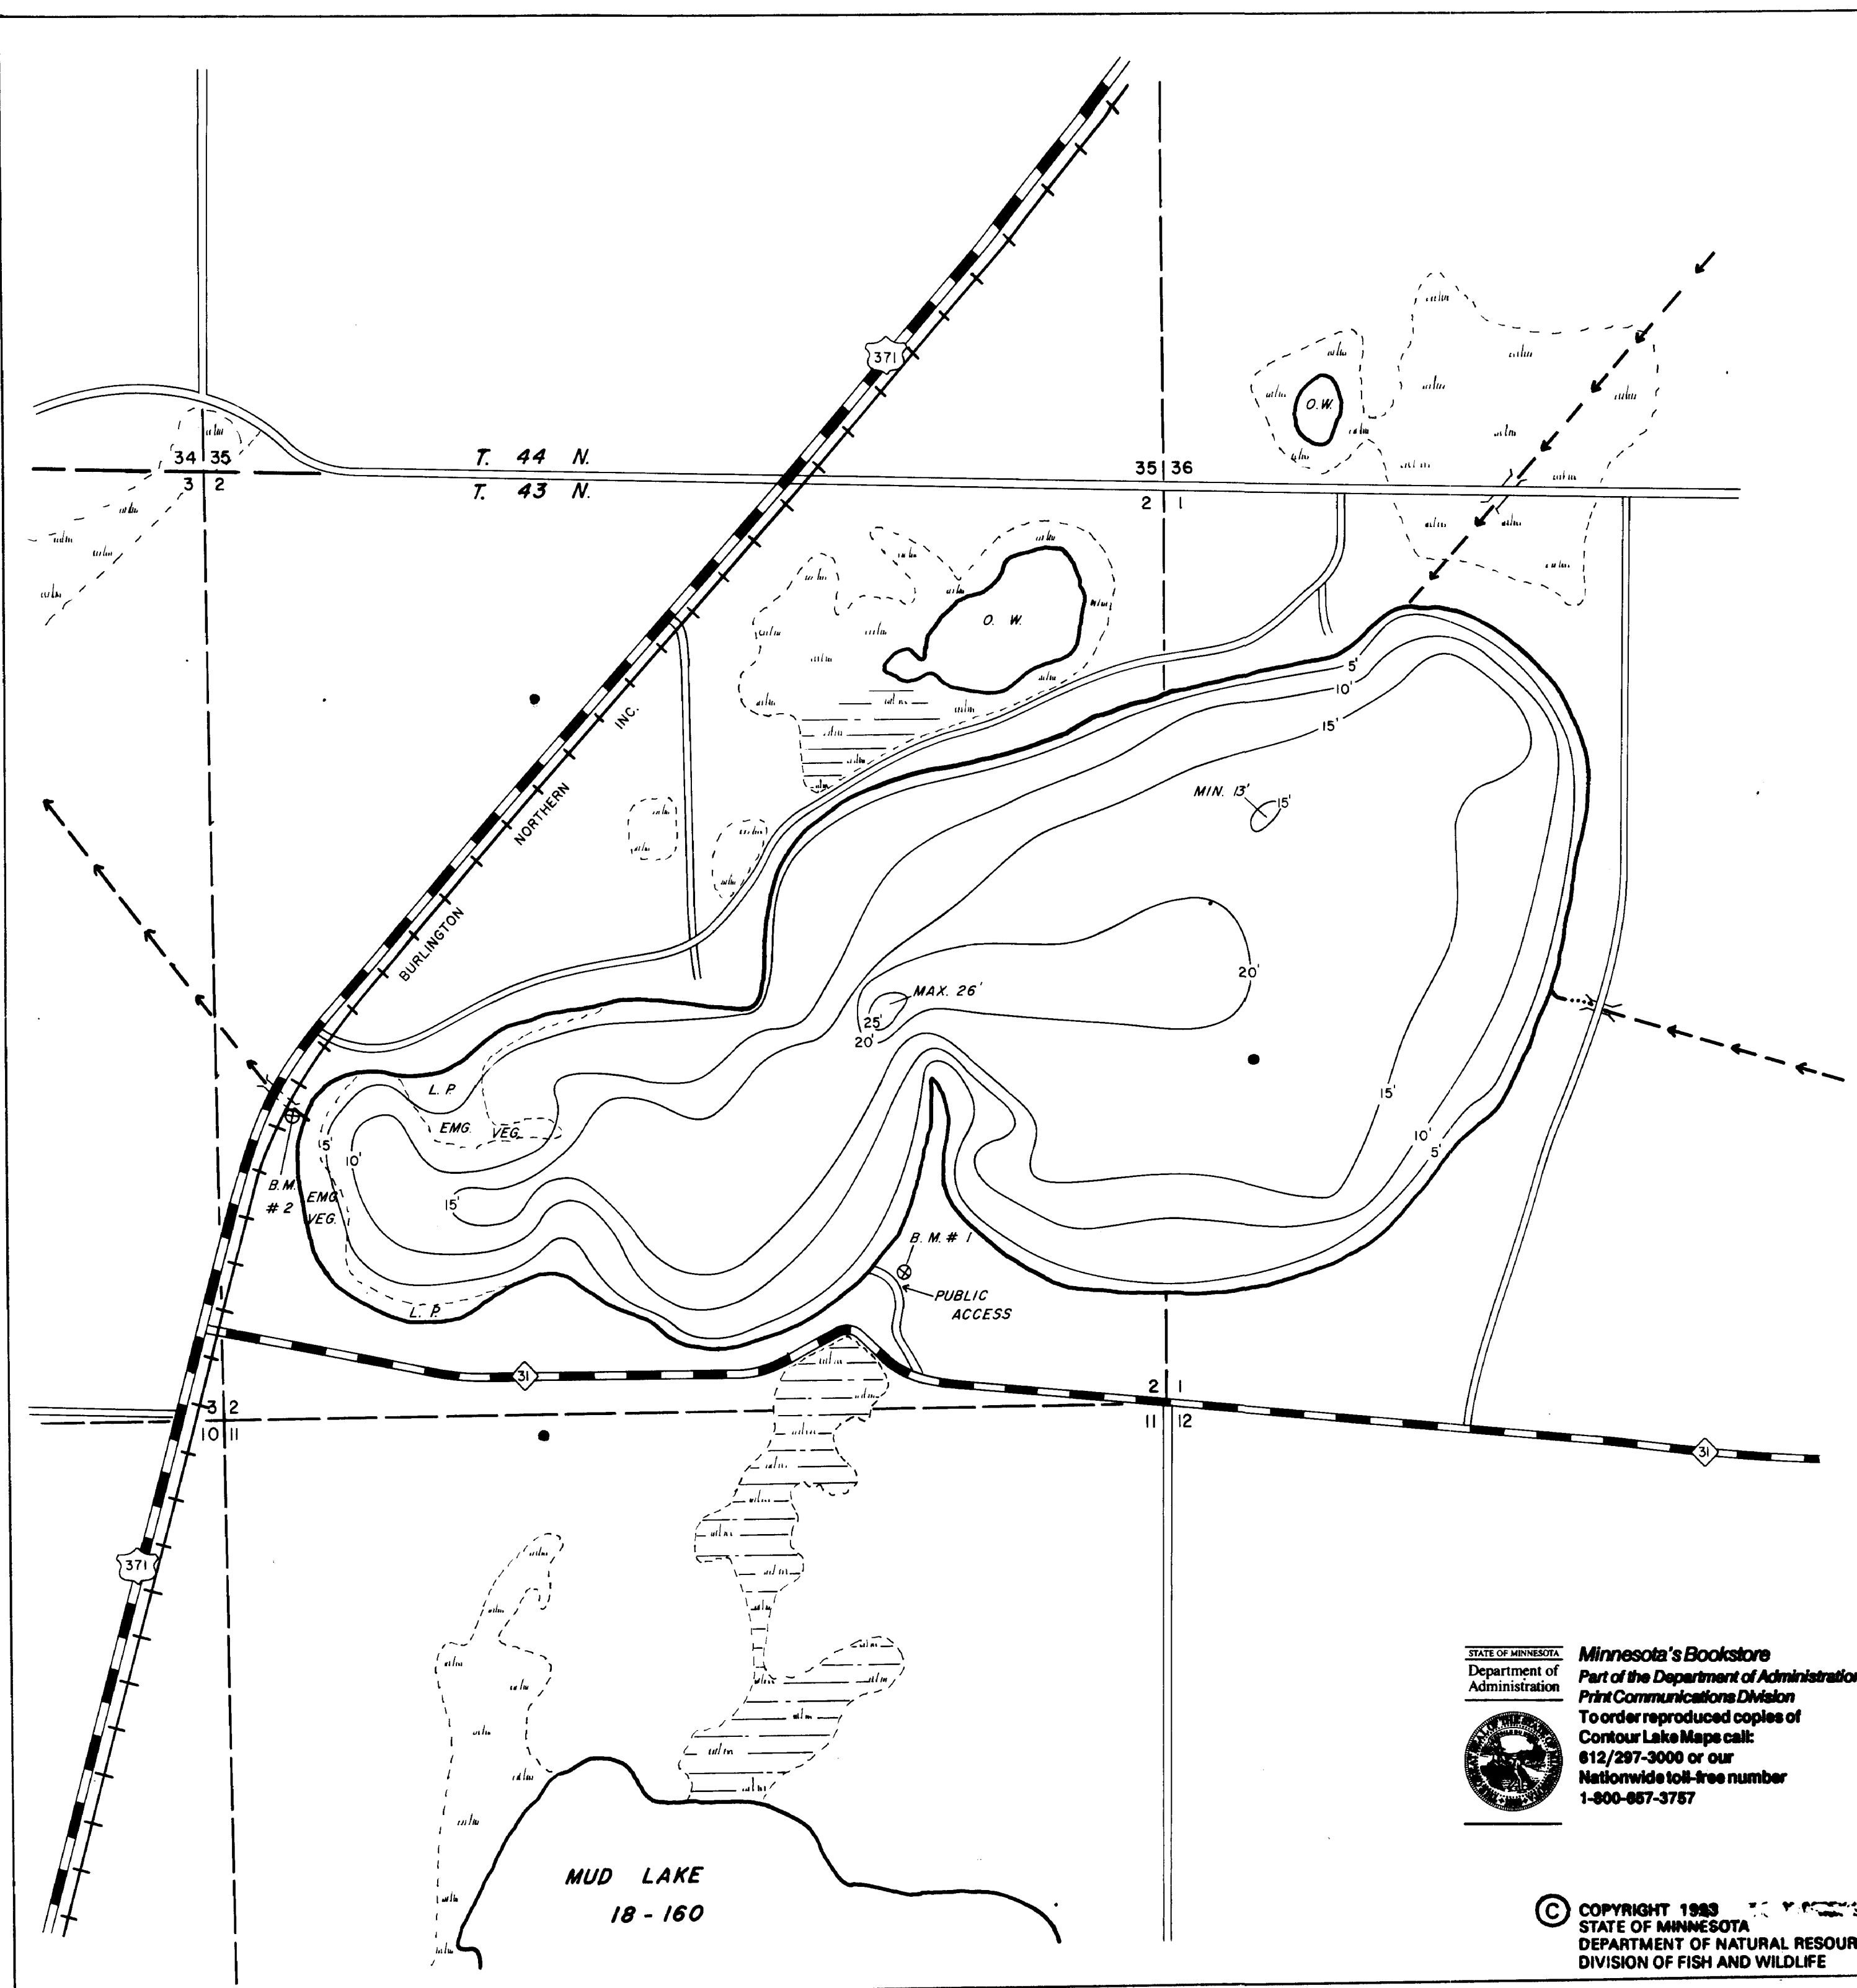 371
O.W.
34 35
3 2
T. 44 N.
T. 43 N.
35 36
2 1
O. W.
5'
10'
15'
INC.
NORTHERN
BURLINGTON
MIN. 13'
15'
20'
MAX. 26'
25'
20'
L. P.
EMG. VEG.
5'
10'
15'
10'
5'
B.M.
# 2
EMG
VEG.
15'
B. M. # 1
PUBLIC
ACCESS
L. P.
31
2 1
11 12
3 2
10 11
31
371
STATE OF MINNESOTA
Department of
Administration
Minnesota's Bookstore
Part of the Department of Administration
Print Communications Division
To order reproduced copies of
Contour Lake Maps call:
612/297-3000 or our
Nationwide toll-free number
1-800-657-3757
MUD LAKE
18 - 160
C COPYRIGHT 1993
STATE OF MINNESOTA
DEPARTMENT OF NATURAL RESOUR
DIVISION OF FISH AND WILDLIFE